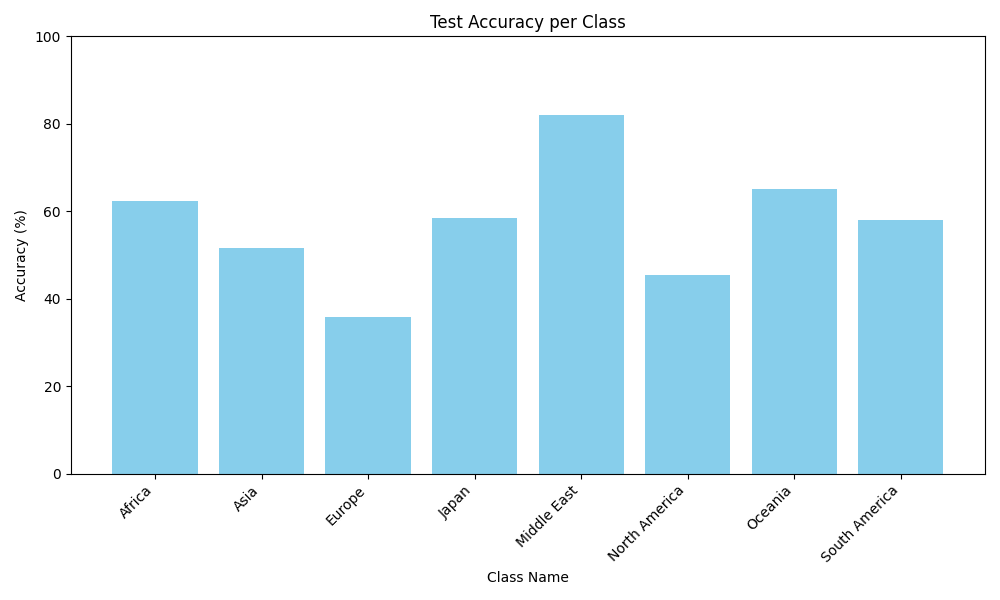 Test Accuracy per Class
Accuracy (%)
100
80
60
40
20
0
Africa
Asia
Europe
Japan
Middle East
North America
Oceania
South America
Class Name